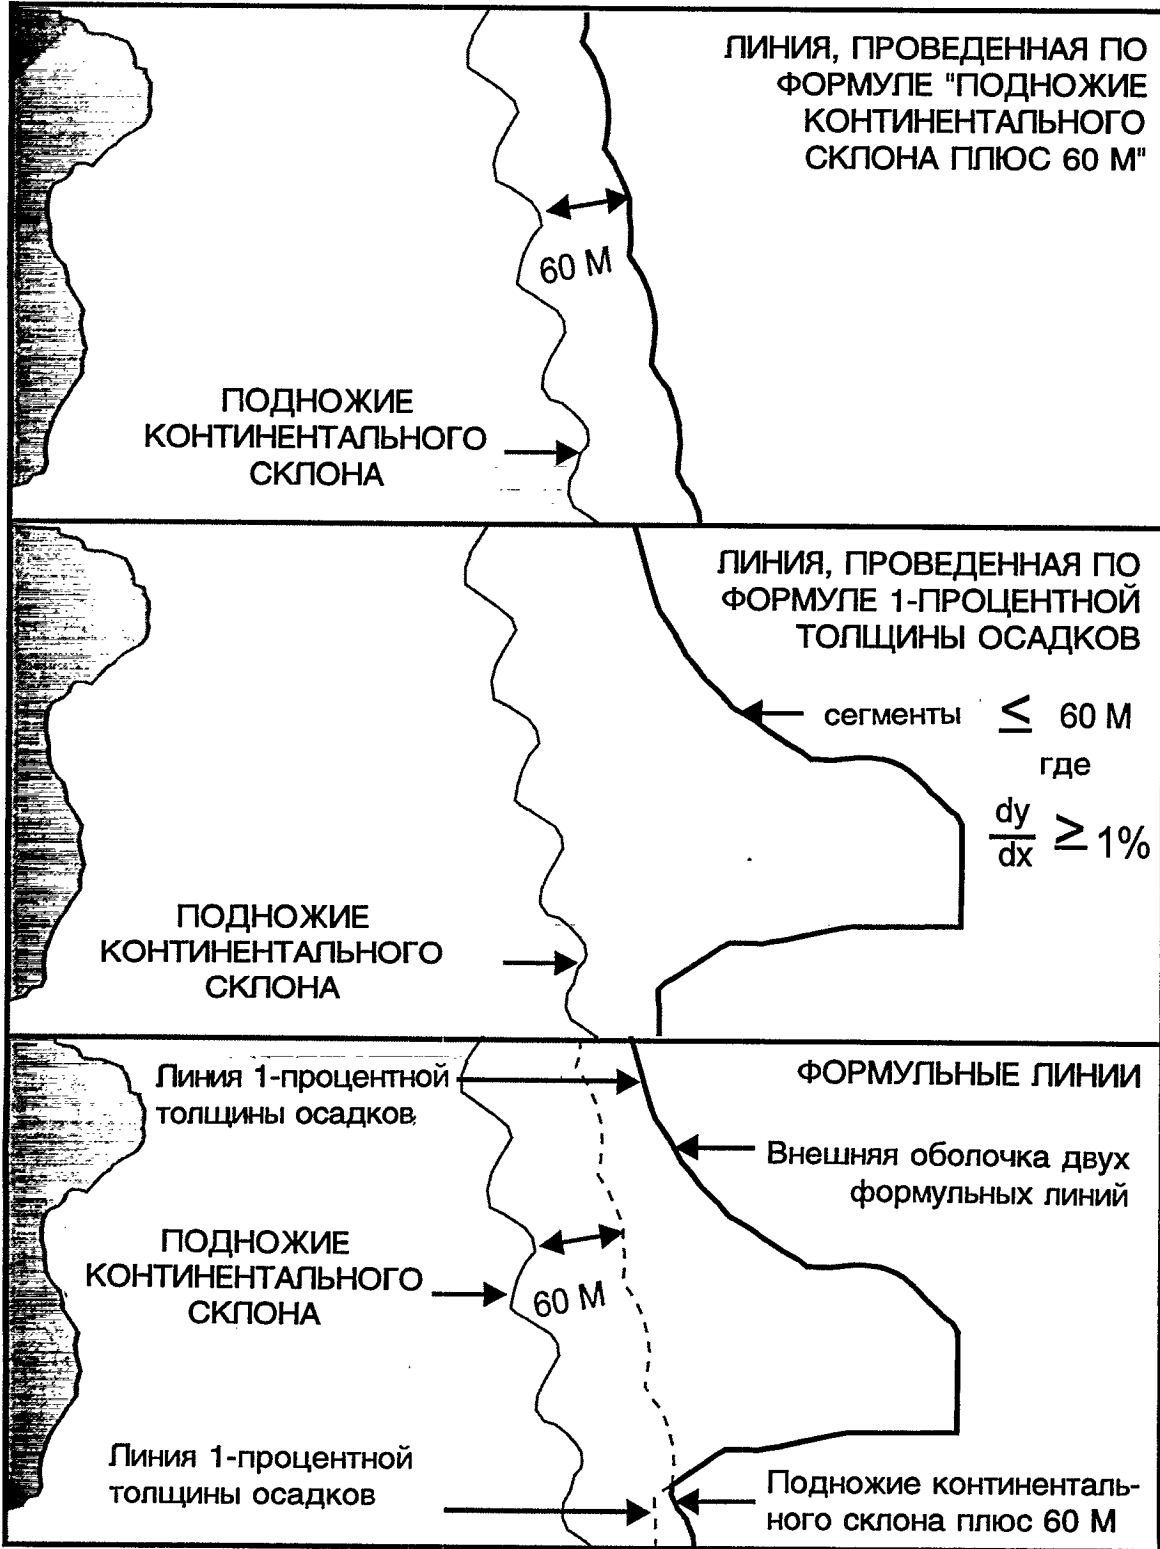 ЛИНИЯ, ПРОВЕДЕННАЯ ПО
ФОРМУЛЕ "ПОДНОЖИЕ
КОНТИНЕНТАЛЬНОГО
СКЛОНА ПЛЮС 60 М"
60 М
ПОДНОЖИЕ
КОНТИНЕНТАЛЬНОГО
СКЛОНА
ЛИНИЯ, ПРОВЕДЕННАЯ ПО
ФОРМУЛЕ 1-ПРОЦЕНТНОЙ
ТОЛЩИНЫ ОСАДКОВ
сегменты ≤ 60 М
где
dy/dx ≥ 1%
ПОДНОЖИЕ
КОНТИНЕНТАЛЬНОГО
СКЛОНА
ФОРМУЛЬНЫЕ ЛИНИИ
Линия 1-процентной
толщины осадков
Внешняя оболочка двух
формульных линий
ПОДНОЖИЕ
КОНТИНЕНТАЛЬНОГО
СКЛОНА
60 М
Линия 1-процентной
толщины осадков
Подножие континенталь-
ного склона плюс 60 М